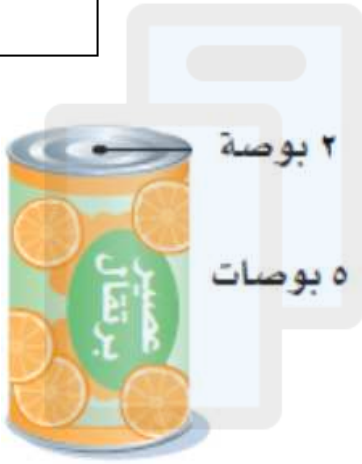 ٢ بوصة
٥ بوصات
عصير
برتقال